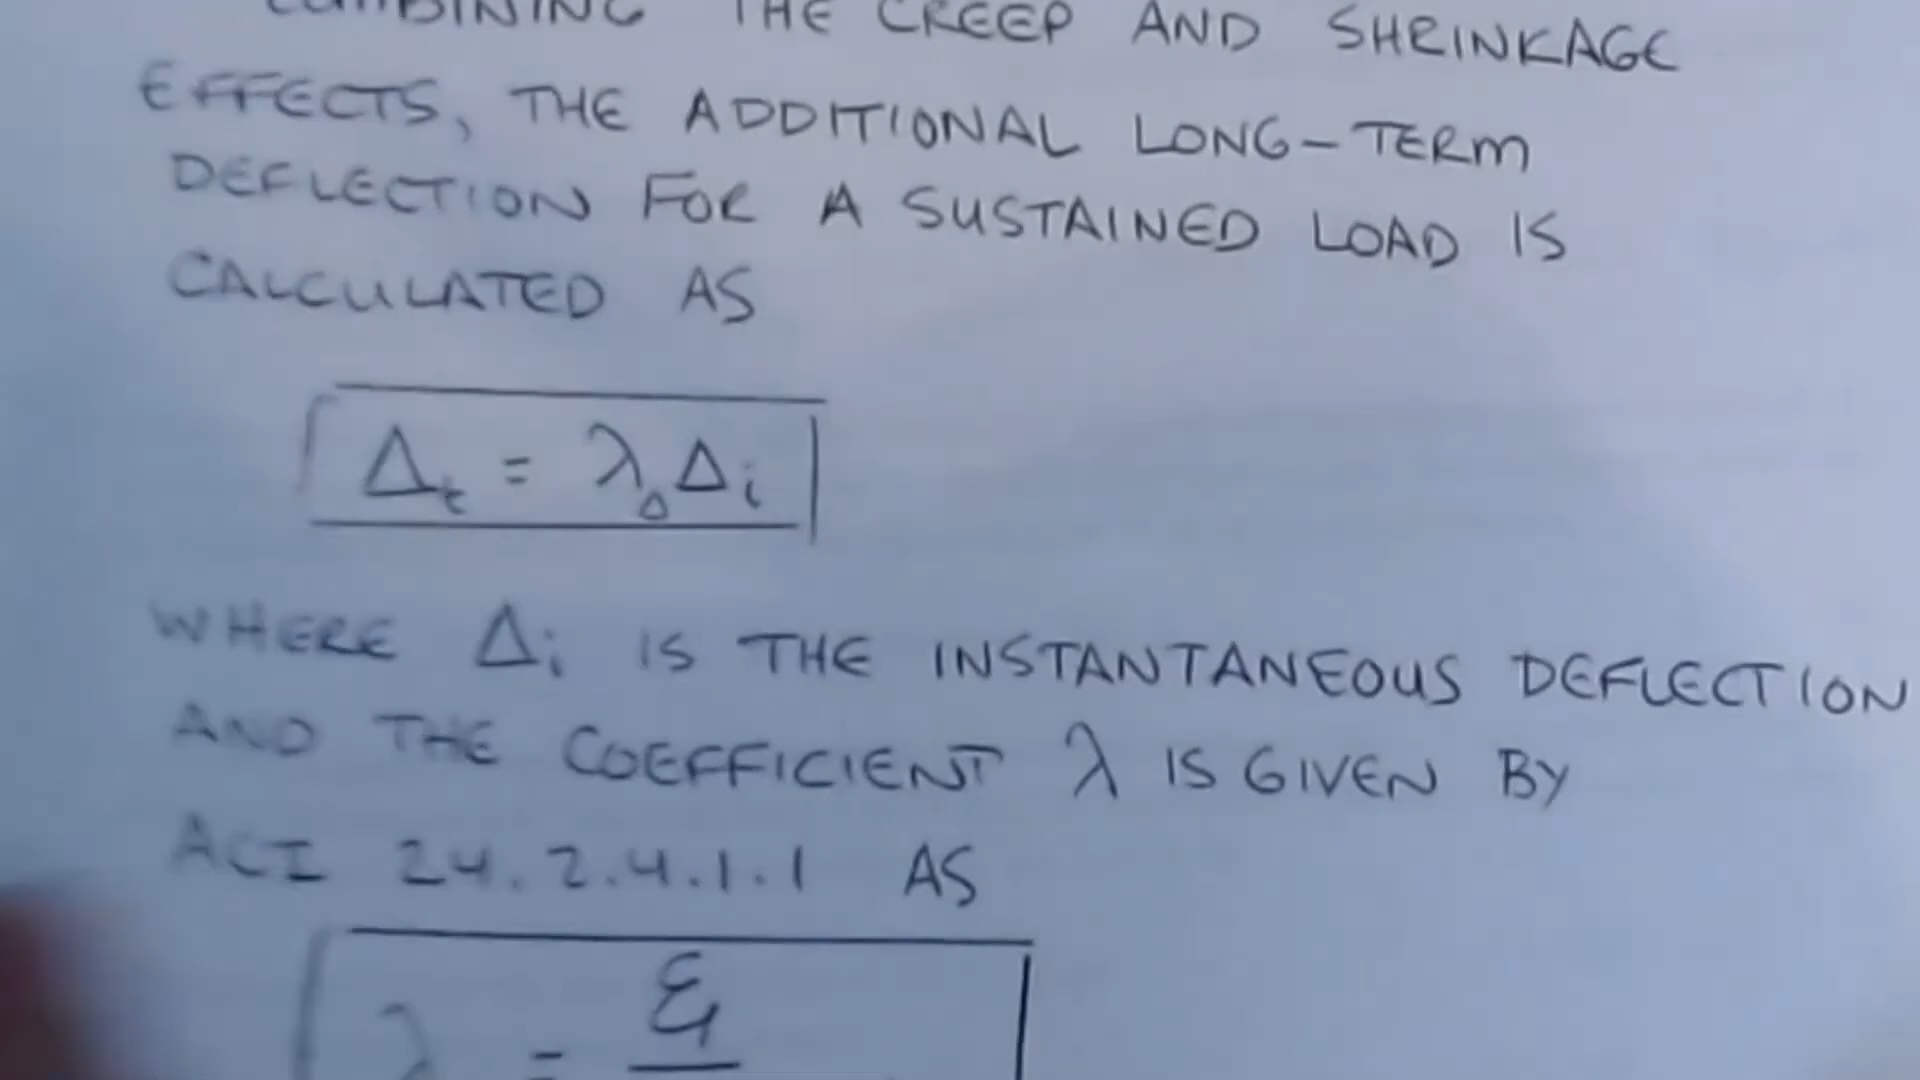 COMBINING THE CREEP AND SHRINKAGE
EFFECTS, THE ADDITIONAL LONG-TERM
DEFLECTION FOR A SUSTAINED LOAD IS
CALCULATED AS
Δt = λΔ Δi
WHERE Δi IS THE INSTANTANEOUS DEFLECTION
AND THE COEFFICIENT λ IS GIVEN BY
ACI 24.2.4.1.1 AS
λ = ξ